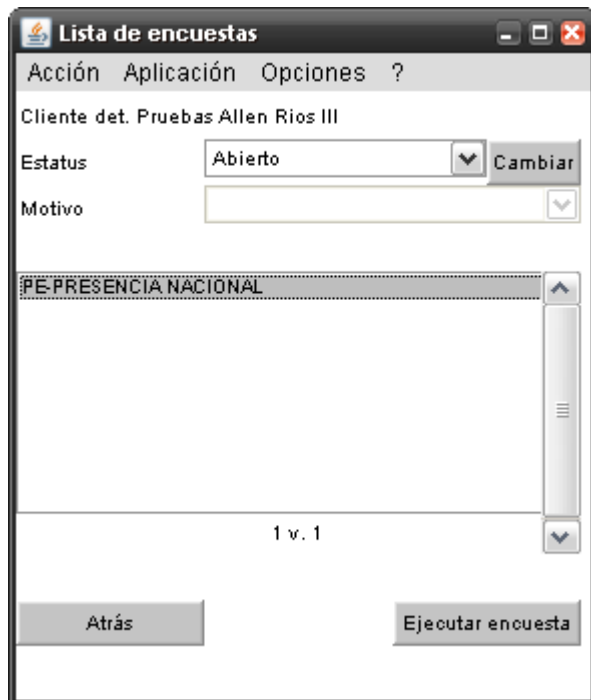 Lista de encuestas
Acción Aplicación Opciones ?
Cliente det. Pruebas Allen Rios III
Estatus Abierto Cambiar
Motivo
PE-PRESENCIA NACIONAL
1 v. 1
Atrás Ejecutar encuesta